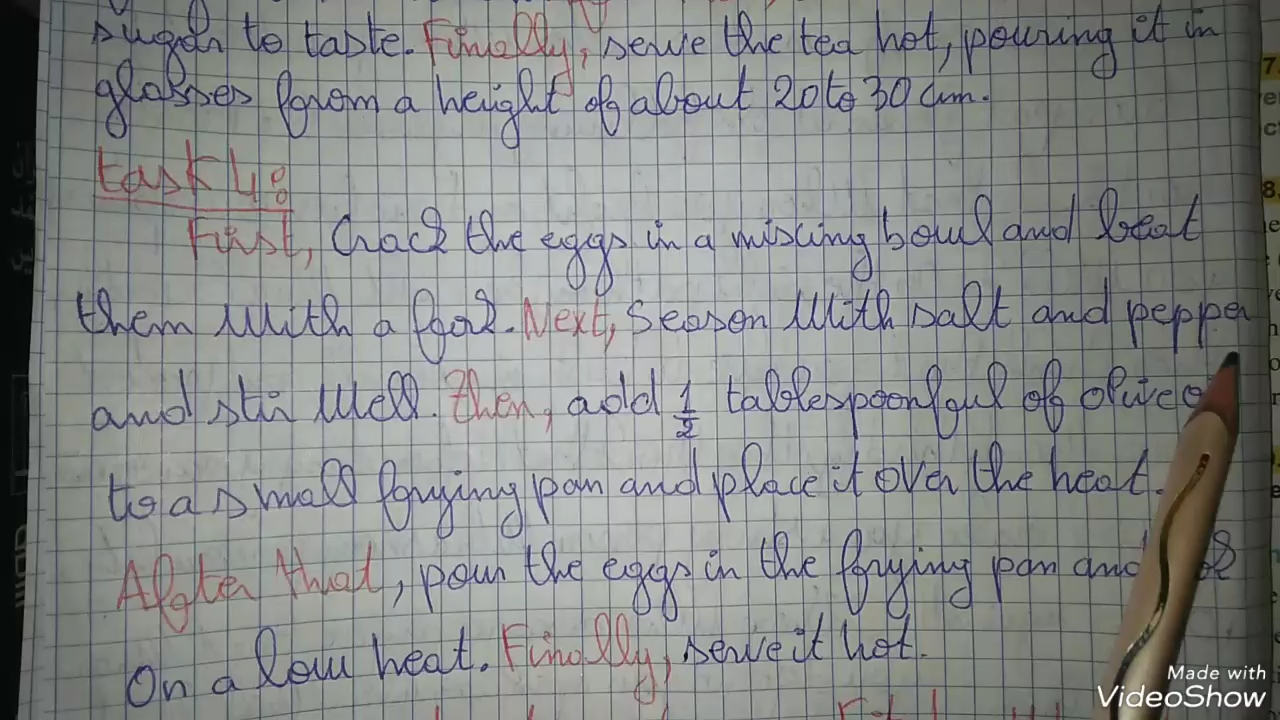 sugar to taste. Finally, serve the tea hot, pouring it in
glasses from a height of about 20 to 30 cm.
task 4:
First, Crack the eggs in a mixing bowl and beat
them with a fork. Next, season with salt and pepper
and stir well. Then, add 1/2 tablespoonful of olive
to a small frying pan and place it over the heat.
After that, pour the eggs in the frying pan and
on a low heat. Finally, serve it hot.
7.
8.
Made with
VideoShow